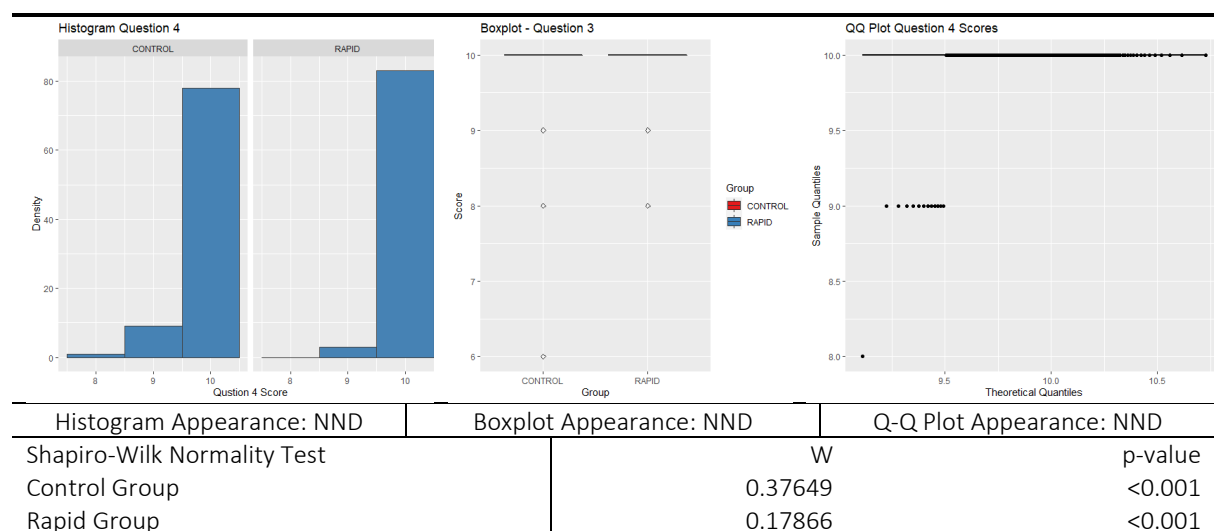 Histogram Question 4
CONTROL
RAPID
80
60
40
20
0
Density
8
9
10
8
9
10
Qustion 4 Score
Boxplot - Question 3
10
9
8
7
6
Score
CONTROL
RAPID
Group
Group
CONTROL
RAPID
QQ Plot Question 4 Scores
10.0
9.5
9.0
8.5
8.0
Sample Quantiles
9.5
10.0
10.5
Theoretical Quantiles
Histogram Appearance: NND
Boxplot Appearance: NND
Q-Q Plot Appearance: NND
Shapiro-Wilk Normality Test W p-value
Control Group 0.37649 <0.001
Rapid Group 0.17866 <0.001